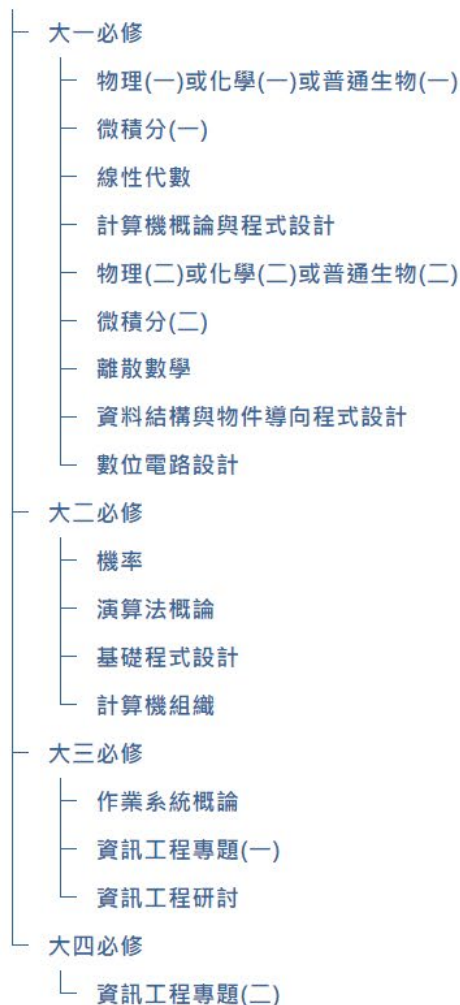 大一必修
物理(一)或化學(一)或普通生物(一)
微積分(一)
線性代數
計算機概論與程式設計
物理(二)或化學(二)或普通生物(二)
微積分(二)
離散數學
資料結構與物件導向程式設計
數位電路設計
大二必修
機率
演算法概論
基礎程式設計
計算機組織
大三必修
作業系統概論
資訊工程專題(一)
資訊工程研討
大四必修
資訊工程專題(二)